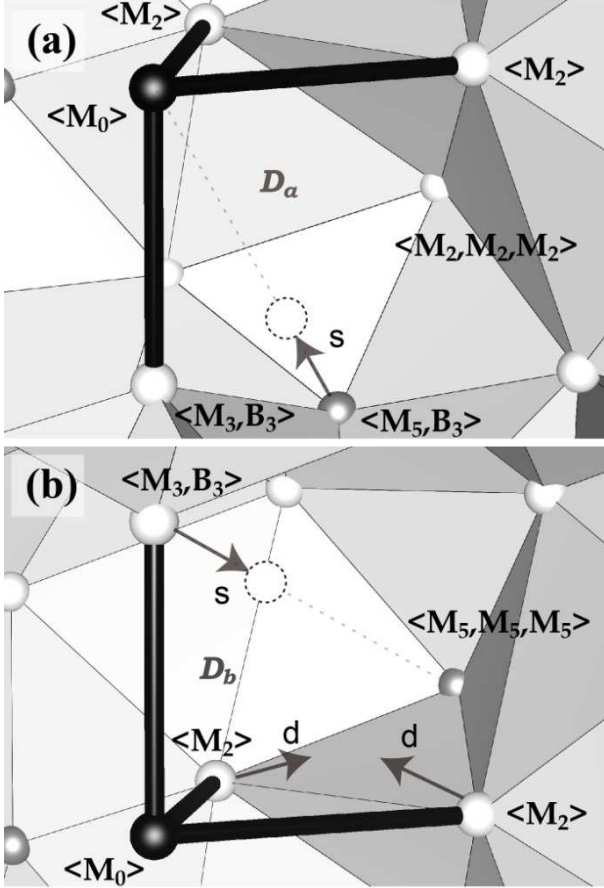 (a)
<M₂>
<M₂>
<M₀>
Dₐ
<M₂,M₂,M₂>
s
<M₃,B₃>
<M₅,B₃>
(b)
<M₃,B₃>
s
<M₅,M₅,M₅>
D_b
<M₂>
d
d
<M₂>
<M₀>